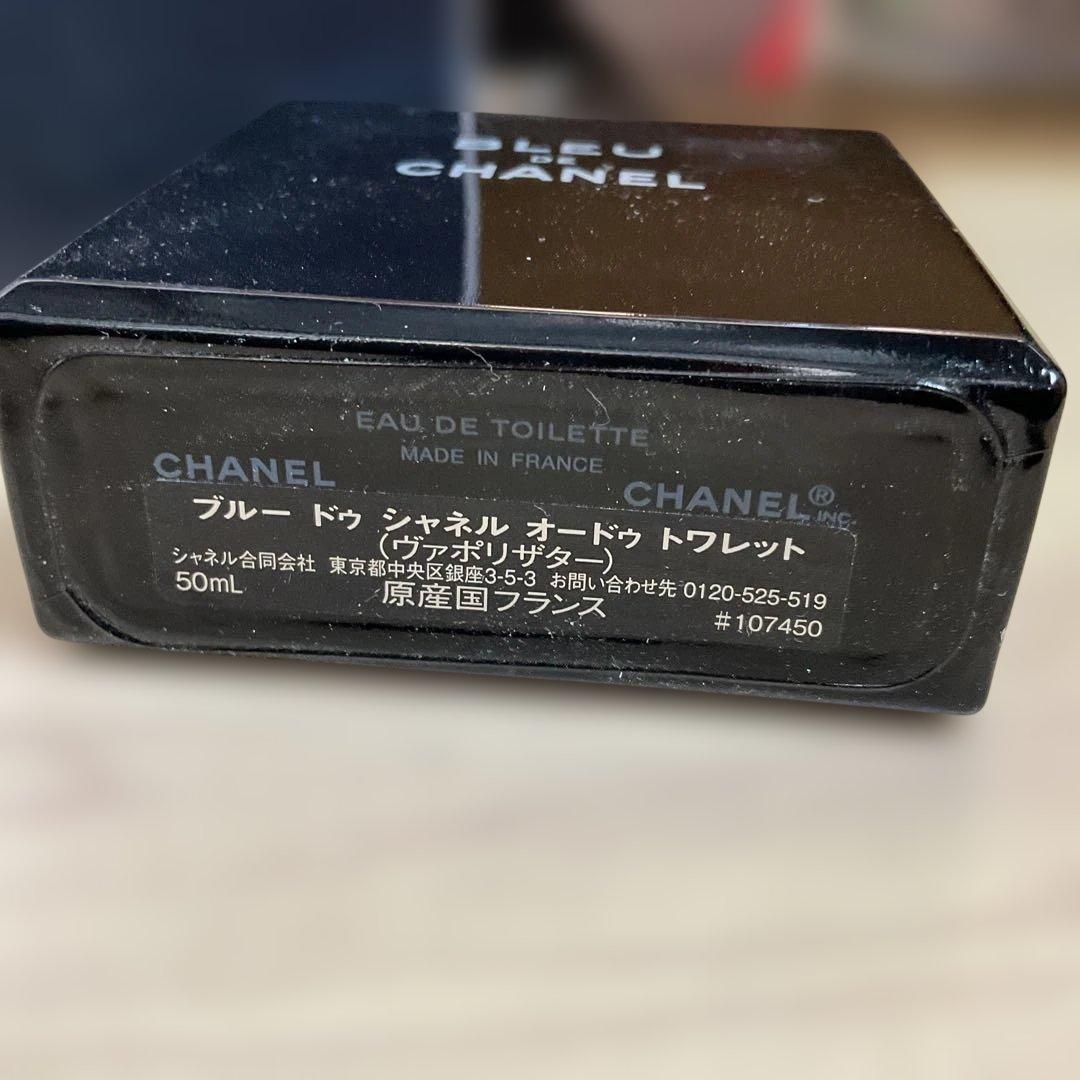 BLEU
DE
CHANEL
EAU DE TOILETTE
MADE IN FRANCE
CHANEL
CHANEL®
INC.
ブルー ドゥ シャネル オードゥ トワレット
(ヴァポリザター)
シャネル合同会社 東京都中央区銀座3-5-3 お問い合わせ先 0120-525-519
50mL 原産国フランス #107450